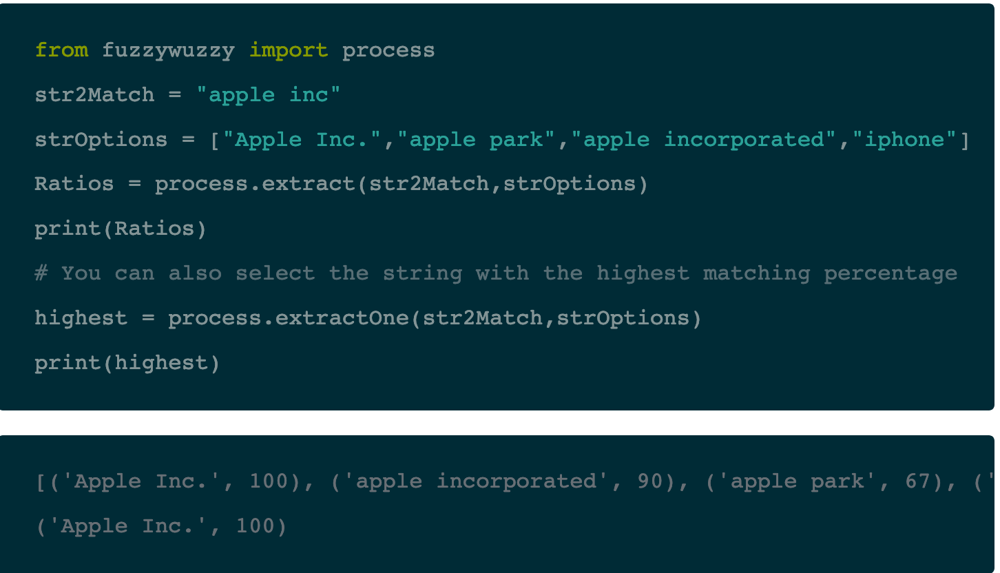 from fuzzywuzzy import process
str2Match = "apple inc"
strOptions = ["Apple Inc.","apple park","apple incorporated","iphone"]
Ratios = process.extract(str2Match,strOptions)
print(Ratios)
# You can also select the string with the highest matching percentage
highest = process.extractOne(str2Match,strOptions)
print(highest)
[('Apple Inc.', 100), ('apple incorporated', 90), ('apple park', 67), ('
('Apple Inc.', 100)